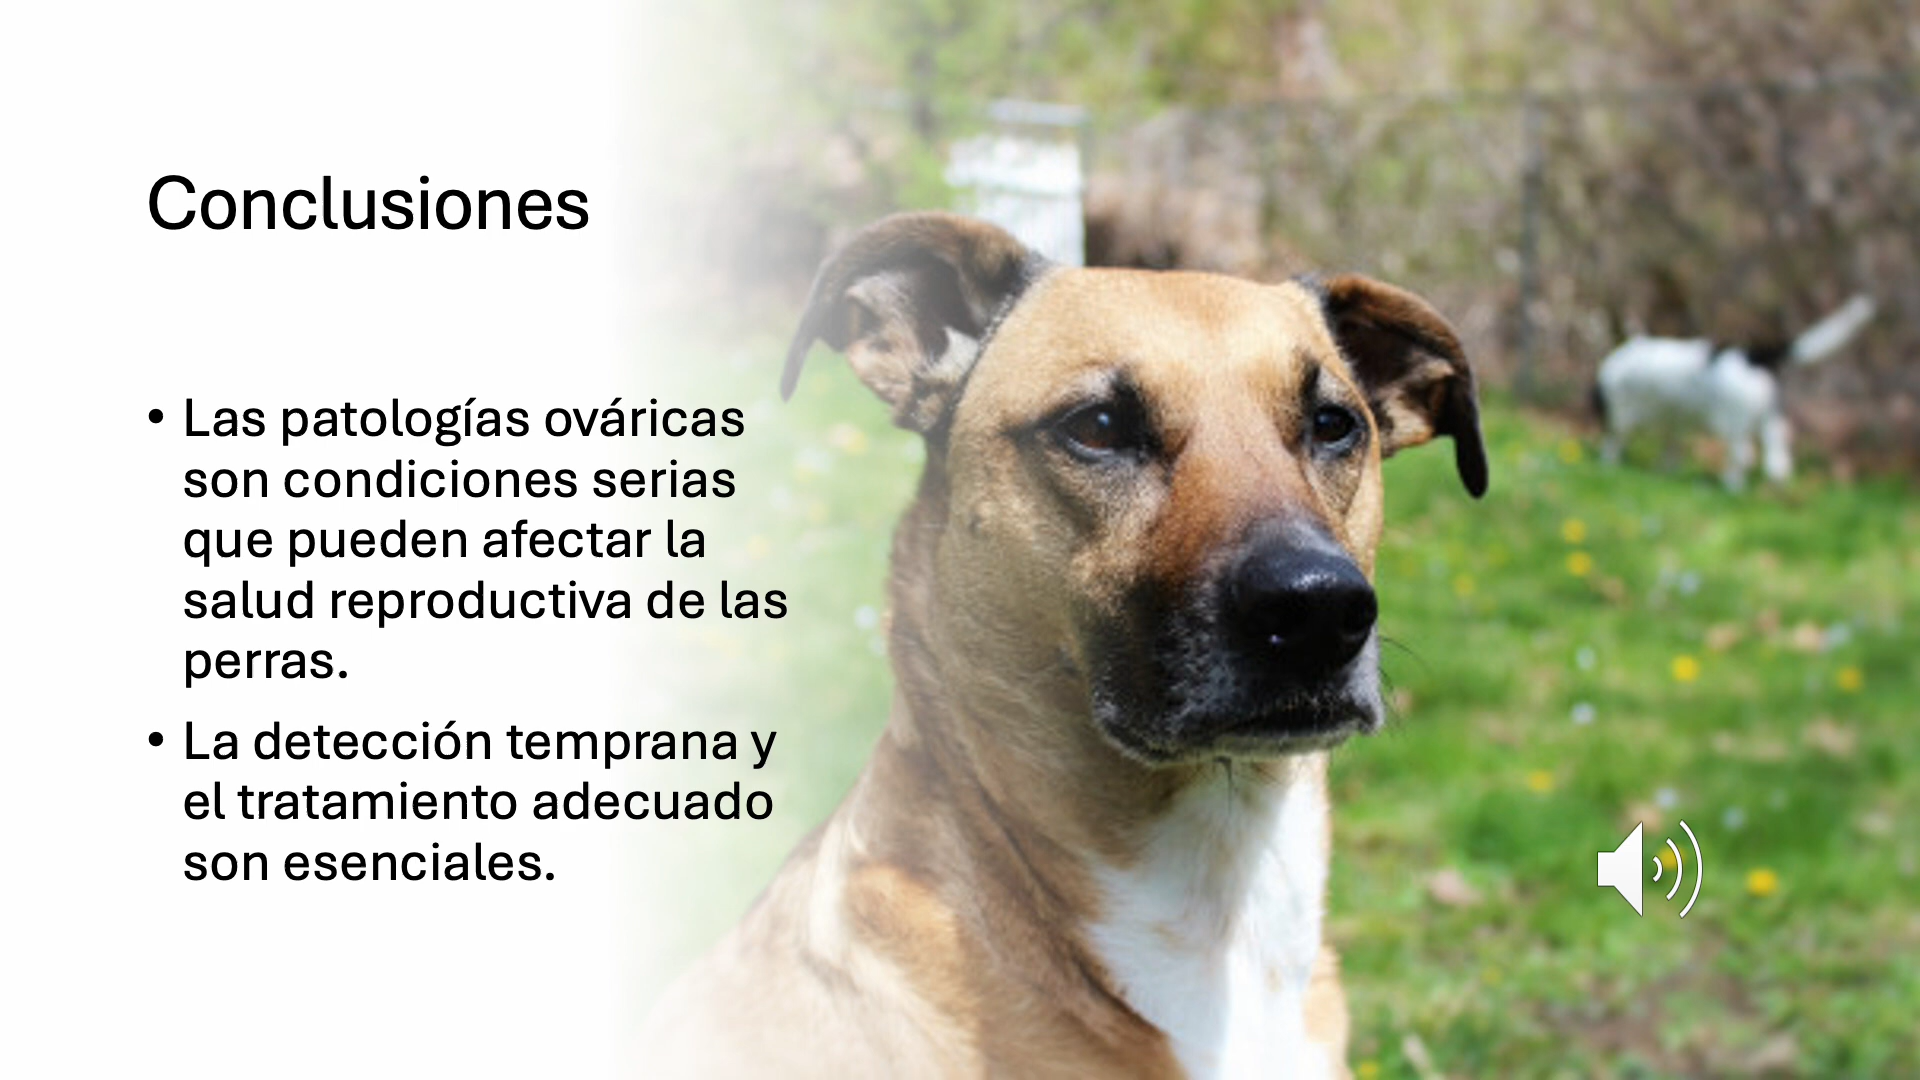 Conclusiones
• Las patologías ováricas
son condiciones serias
que pueden afectar la
salud reproductiva de las
perras.
• La detección temprana y
el tratamiento adecuado
son esenciales.